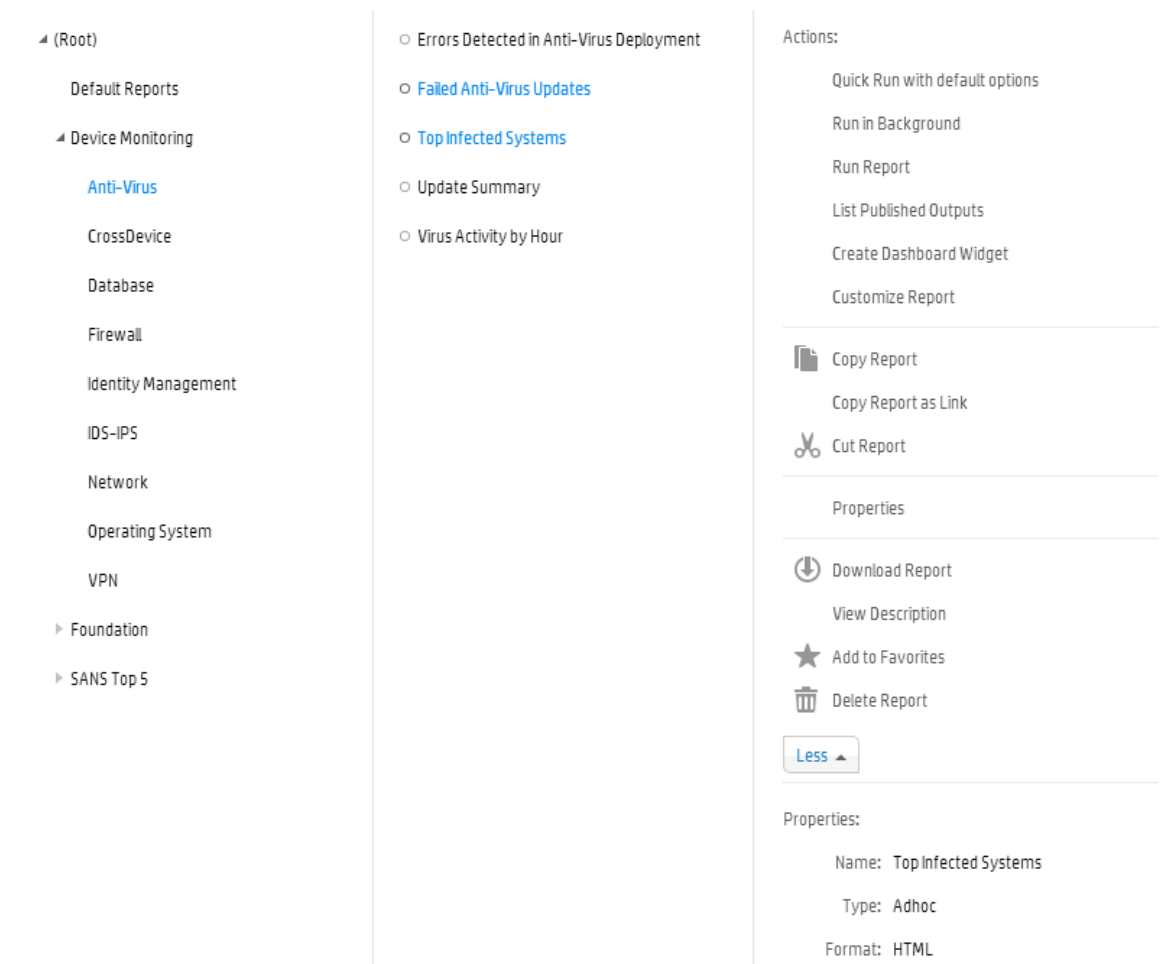 (Root)
Default Reports
Device Monitoring
Anti-Virus
CrossDevice
Database
Firewall
Identity Management
IDS-IPS
Network
Operating System
VPN
Foundation
SANS Top 5
Errors Detected in Anti-Virus Deployment
Failed Anti-Virus Updates
Top Infected Systems
Update Summary
Virus Activity by Hour
Actions:
Quick Run with default options
Run in Background
Run Report
List Published Outputs
Create Dashboard Widget
Customize Report
Copy Report
Copy Report as Link
Cut Report
Properties
Download Report
View Description
Add to Favorites
Delete Report
Less
Properties:
Name: Top Infected Systems
Type: Adhoc
Format: HTML